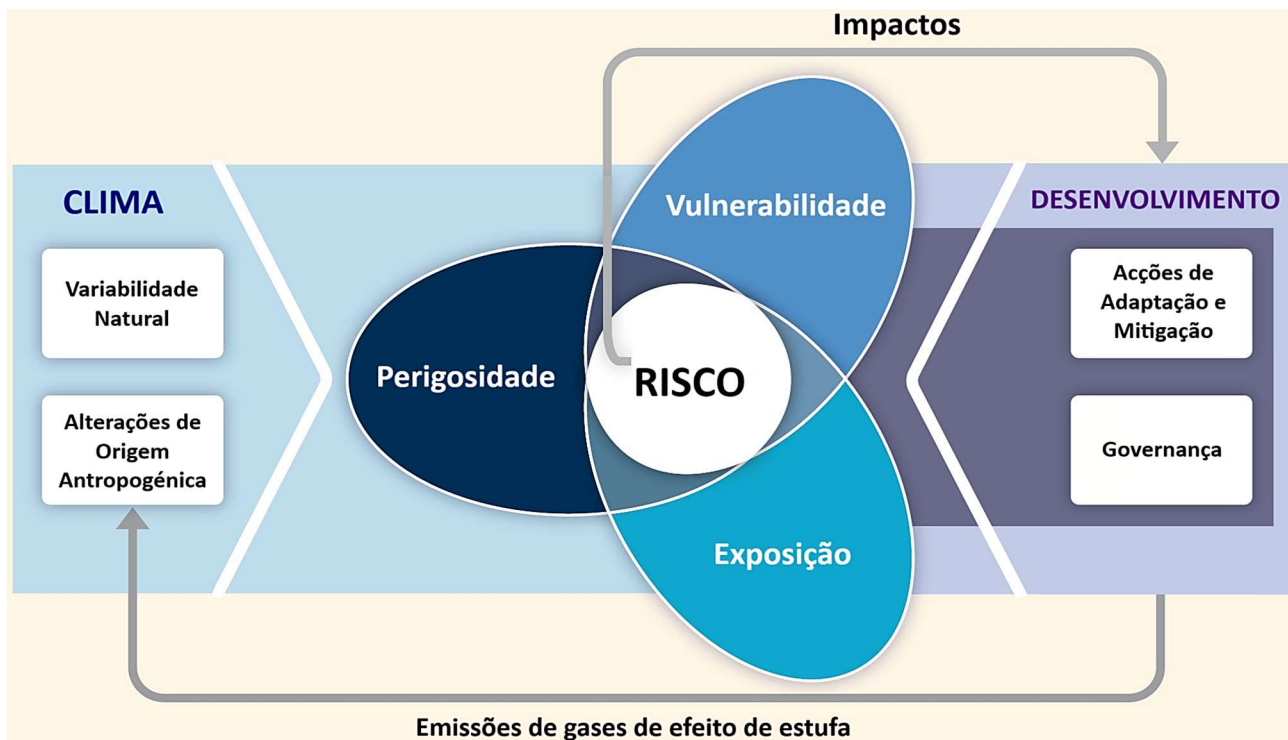 Impactos
CLIMA
Variabilidade
Natural
Alterações de
Origem
Antropogénica
Perigosidade
Vulnerabilidade
RISCO
Exposição
DESENVOLVIMENTO
Acções de
Adaptação e
Mitigação
Governança
Emissões de gases de efeito de estufa